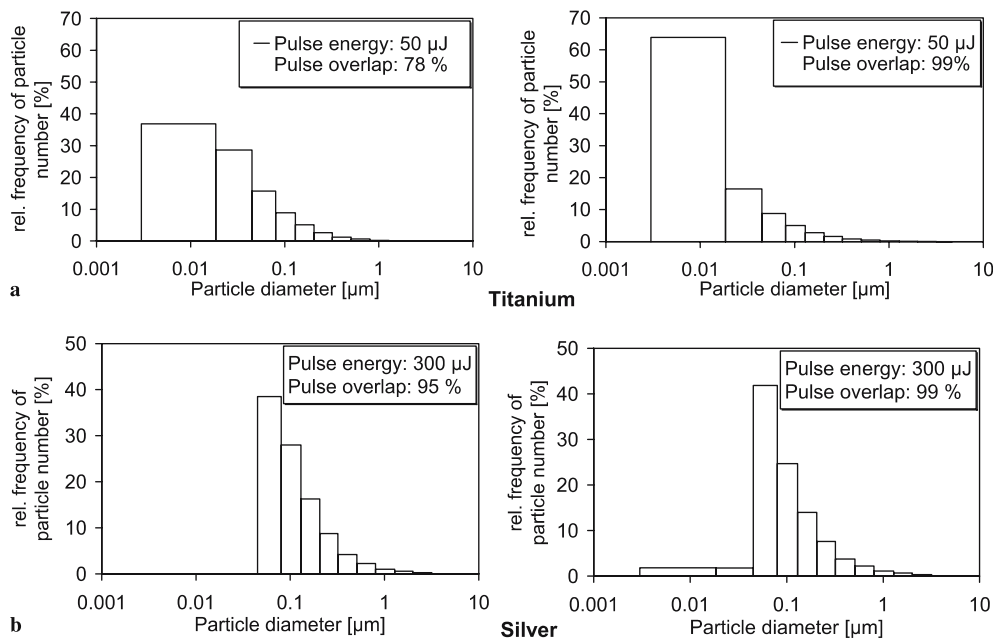 70
60
50
40
30
20
10
0
rel. frequency of particle
number [%]
Pulse energy: 50 µJ
Pulse overlap: 78 %
0.001 0.01 0.1 1 10
Particle diameter [µm]
70
60
50
40
30
20
10
0
rel. frequency of particle
number [%]
Pulse energy: 50 µJ
Pulse overlap: 99%
0.001 0.01 0.1 1 10
Particle diameter [µm]
a
Titanium
50
40
30
20
10
0
rel. frequency of
particle number [%]
Pulse energy: 300 µJ
Pulse overlap: 95 %
0.001 0.01 0.1 1 10
Particle diameter [µm]
50
40
30
20
10
0
rel. frequency of
particle number [%]
Pulse energy: 300 µJ
Pulse overlap: 99 %
0.001 0.01 0.1 1 10
Particle diameter [µm]
b
Silver